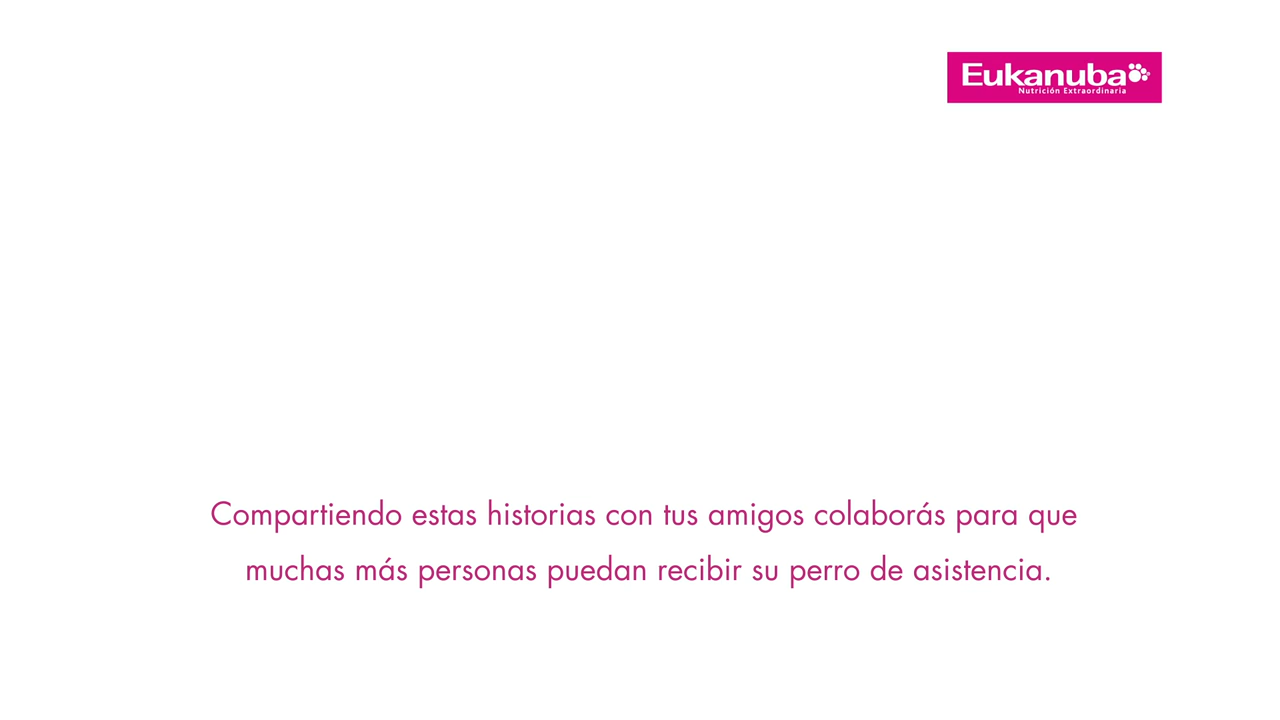 Eukanuba
Nutrición Extraordinaria
Compartiendo estas historias con tus amigos colaborás para que
muchas más personas puedan recibir su perro de asistencia.